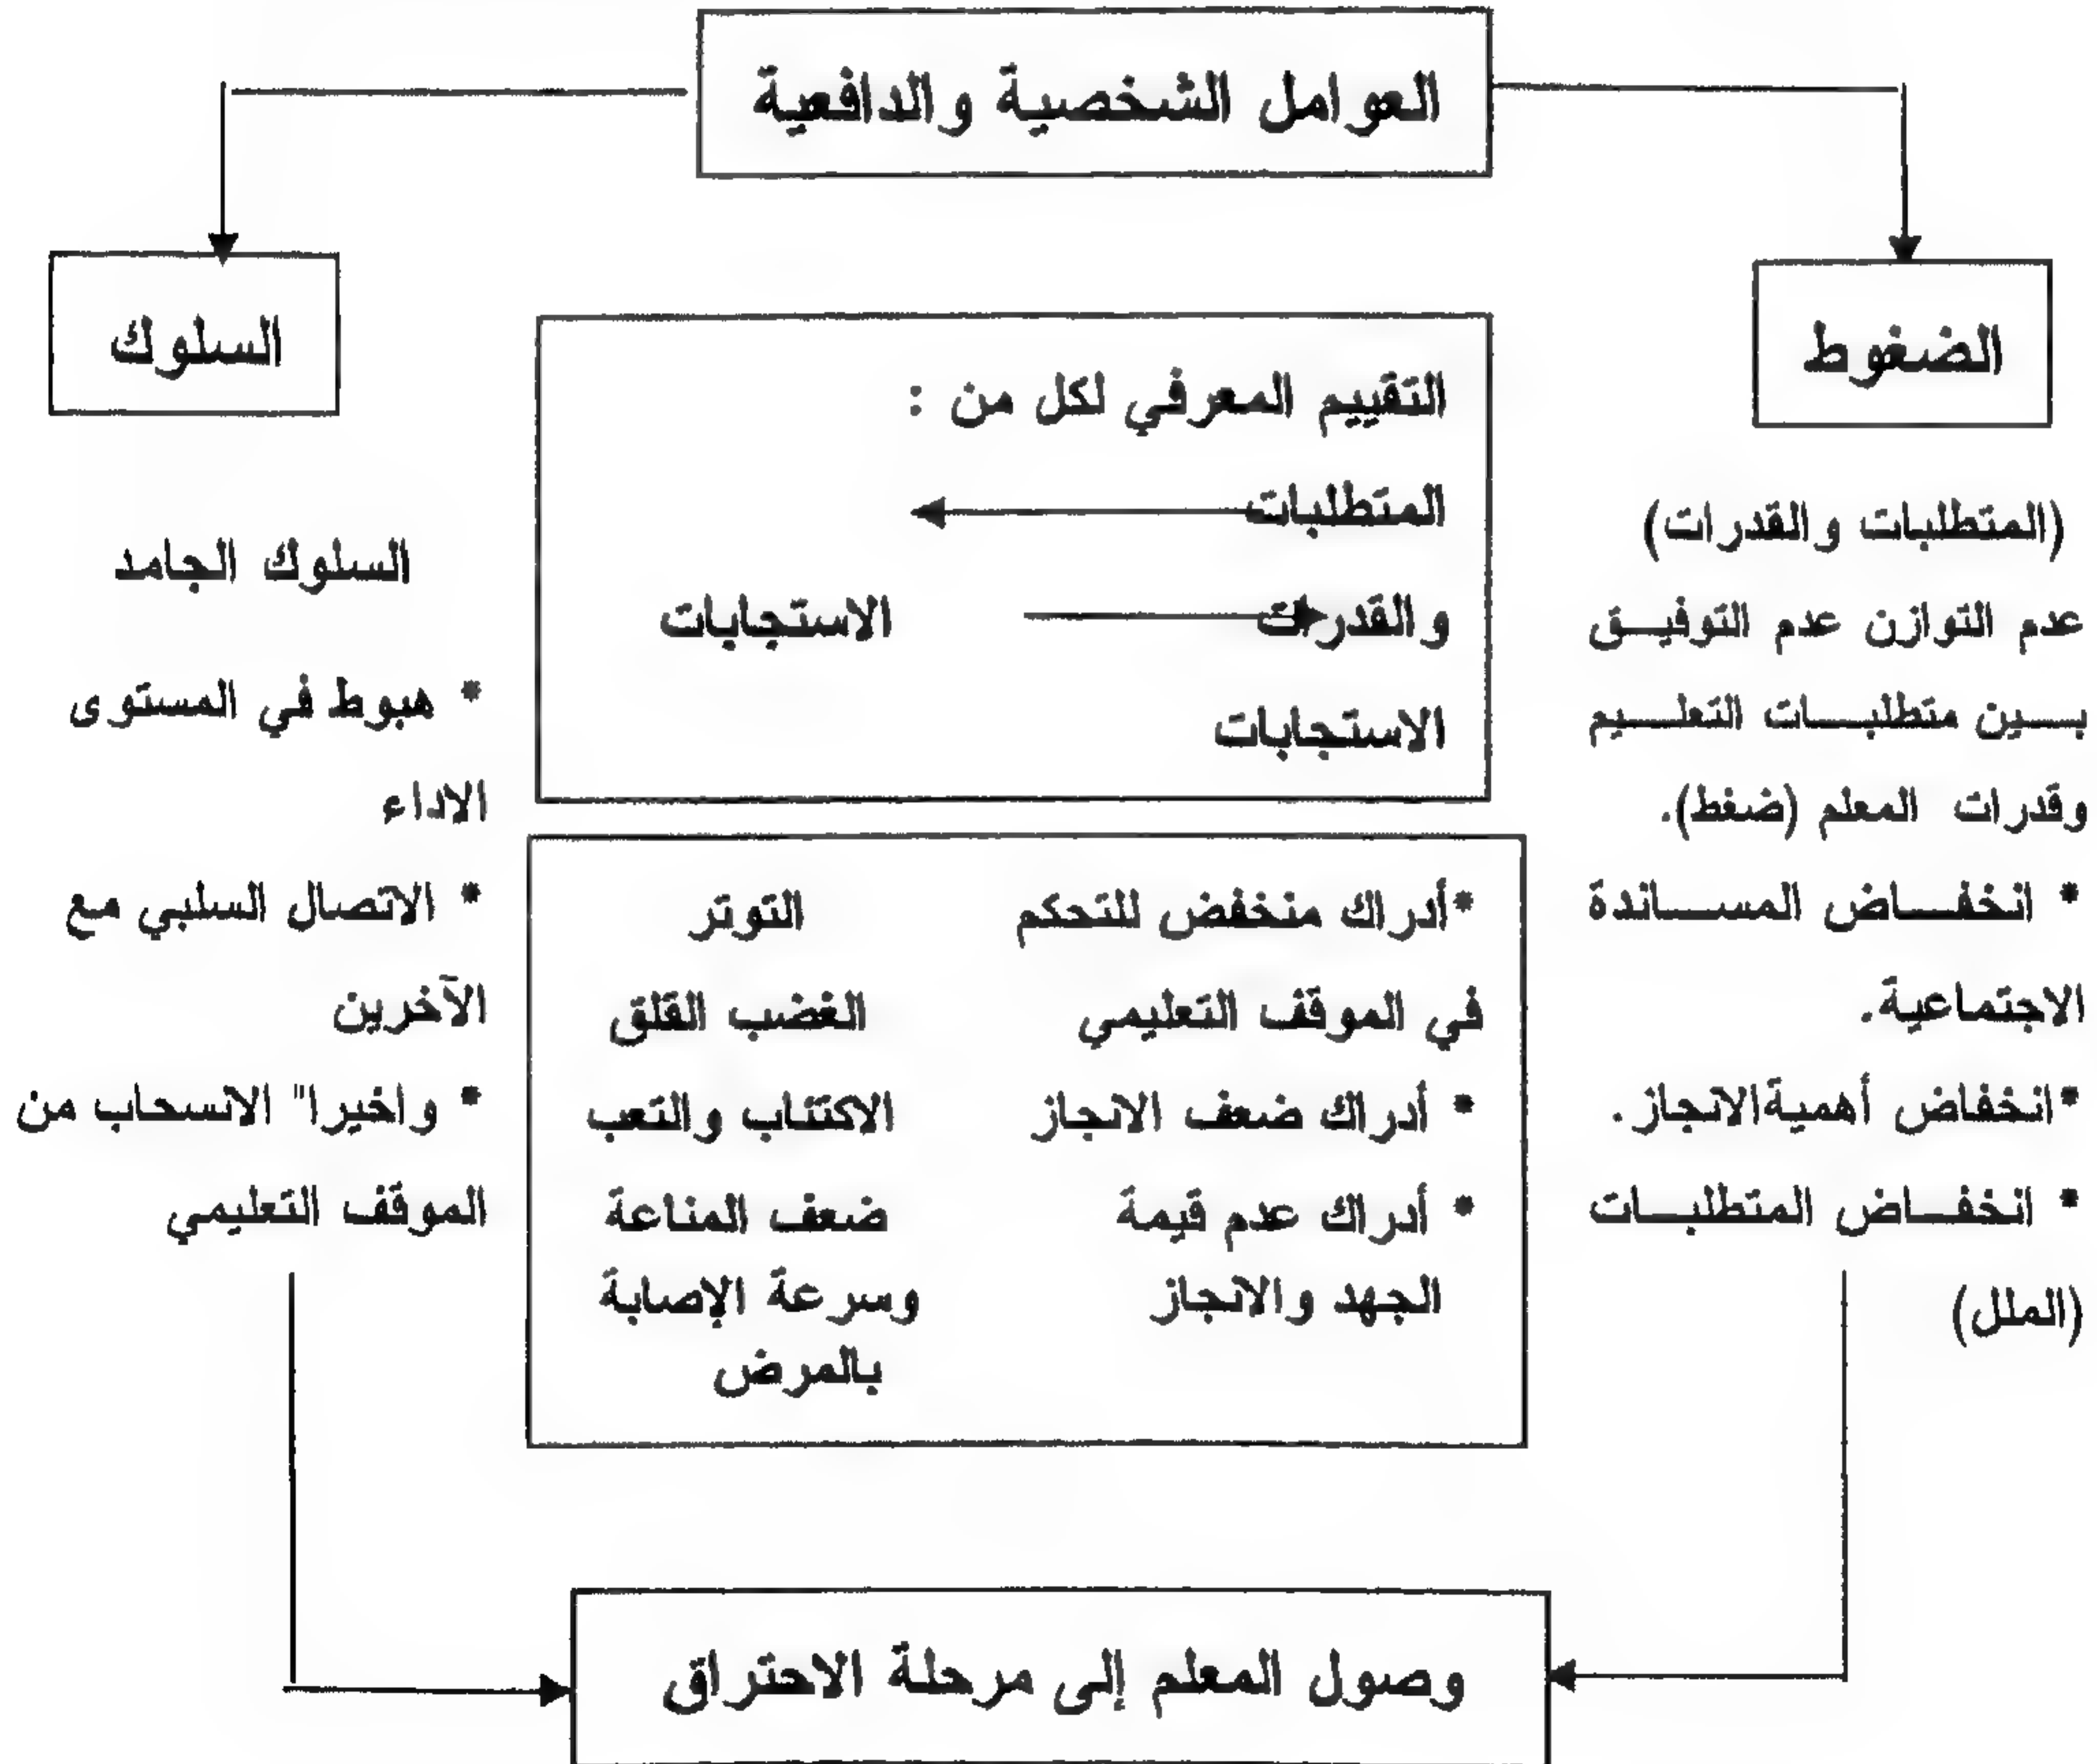 العوامل الشخصية والدافعية
الضغوط
(المتطلبات والقدرات)
عدم التوازن عدم التوفيق
بين متطلبات التعليم
وقدرات المعلم (ضغط).
* انخفاض المساندة
الاجتماعية.
*انخفاض أهمية الانجاز.
* انخفاض المتطلبات
(الملل)
التقييم المعرفي لكل من :
المتطلبات
والقدرات
الاستجابات
الاستجابات
*أدراك منخفض للتحكم
في الموقف التعليمي
* أدراك ضعف الانجاز
* أدراك عدم قيمة
الجهد والانجاز
التوتر
الغضب القلق
الاكتئاب والتعب
ضعف المناعة
وسرعة الإصابة
بالمرض
السلوك
السلوك الجامد
* هبوط في المستوى
الاداء
* الاتصال السلبي مع
الآخرين
* واخيرا" الانسحاب من
الموقف التعليمي
وصول المعلم إلى مرحلة الاحتراق